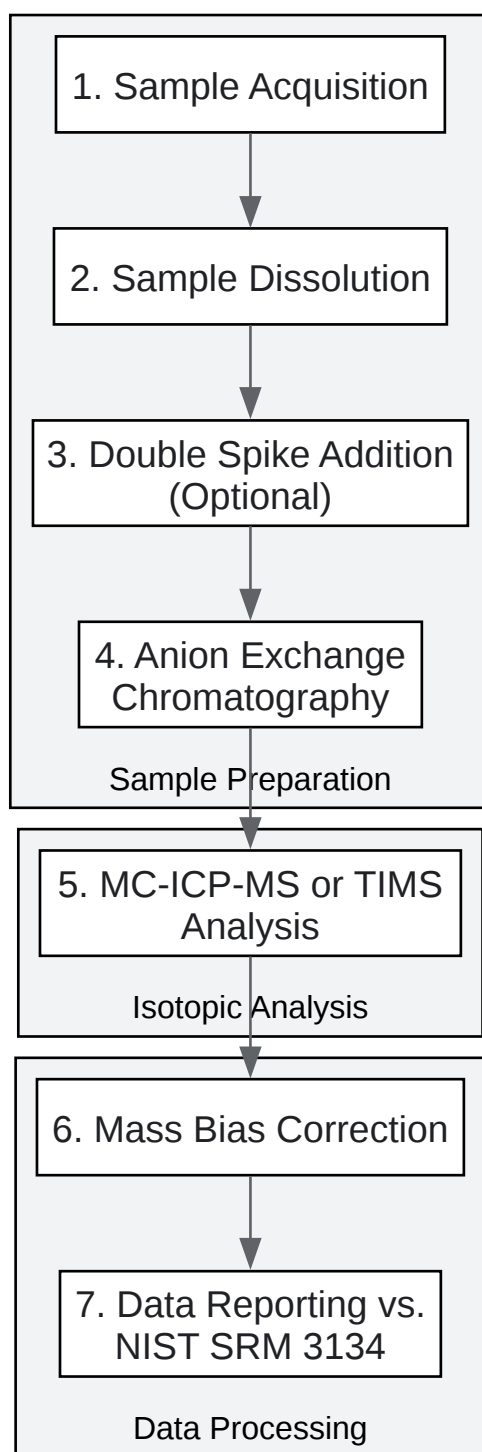 1. Sample Acquisition
2. Sample Dissolution
3. Double Spike Addition
(Optional)
4. Anion Exchange
Chromatography
Sample Preparation
5. MC-ICP-MS or TIMS
Analysis
Isotopic Analysis
6. Mass Bias Correction
7. Data Reporting vs.
NIST SRM 3134
Data Processing